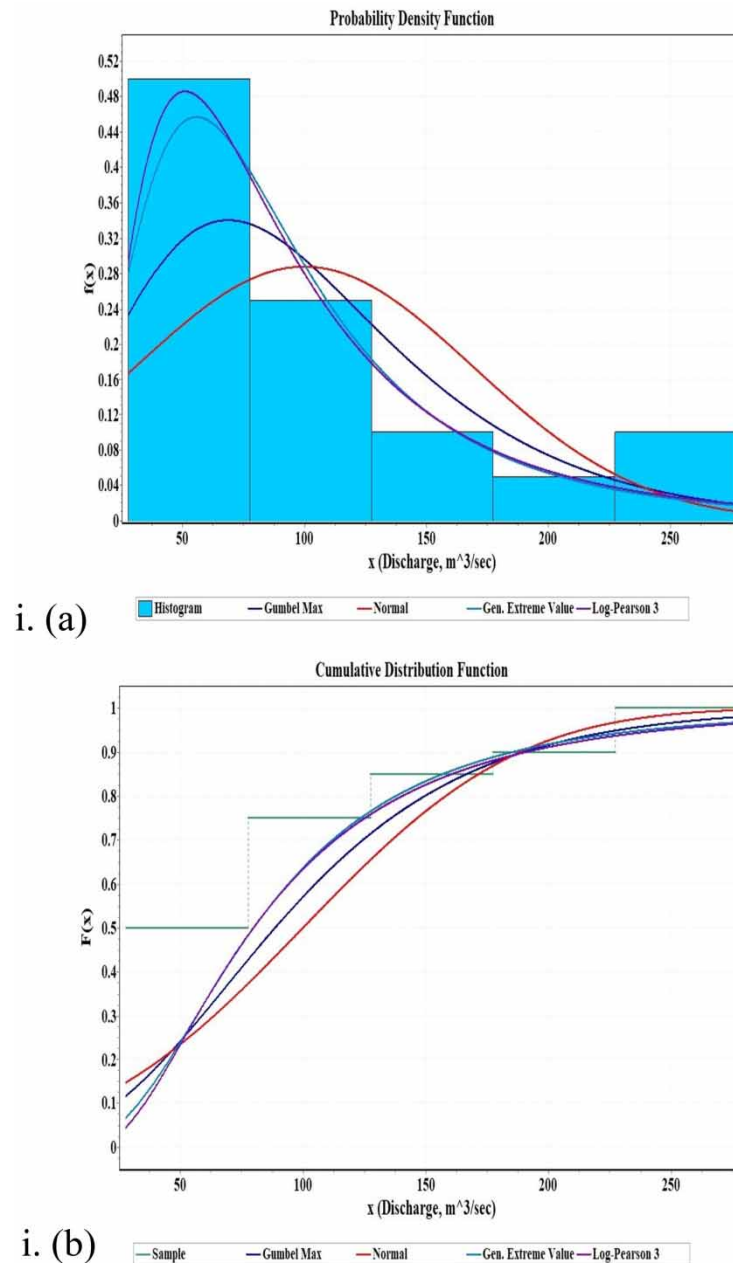 Probability Density Function
0.52
0.48
0.44
0.4
0.36
0.32
0.28
0.24
0.2
0.16
0.12
0.08
0.04
0
f(x)
50 100 150 200 250
x (Discharge, m^3/sec)
i. (a)
Histogram Gumbel Max Normal Gen. Extreme Value Log-Pearson 3
Cumulative Distribution Function
1
0.9
0.8
0.7
0.6
0.5
0.4
0.3
0.2
0.1
0
F(x)
50 100 150 200 250
x (Discharge, m^3/sec)
i. (b)
Sample Gumbel Max Normal Gen. Extreme Value Log-Pearson 3